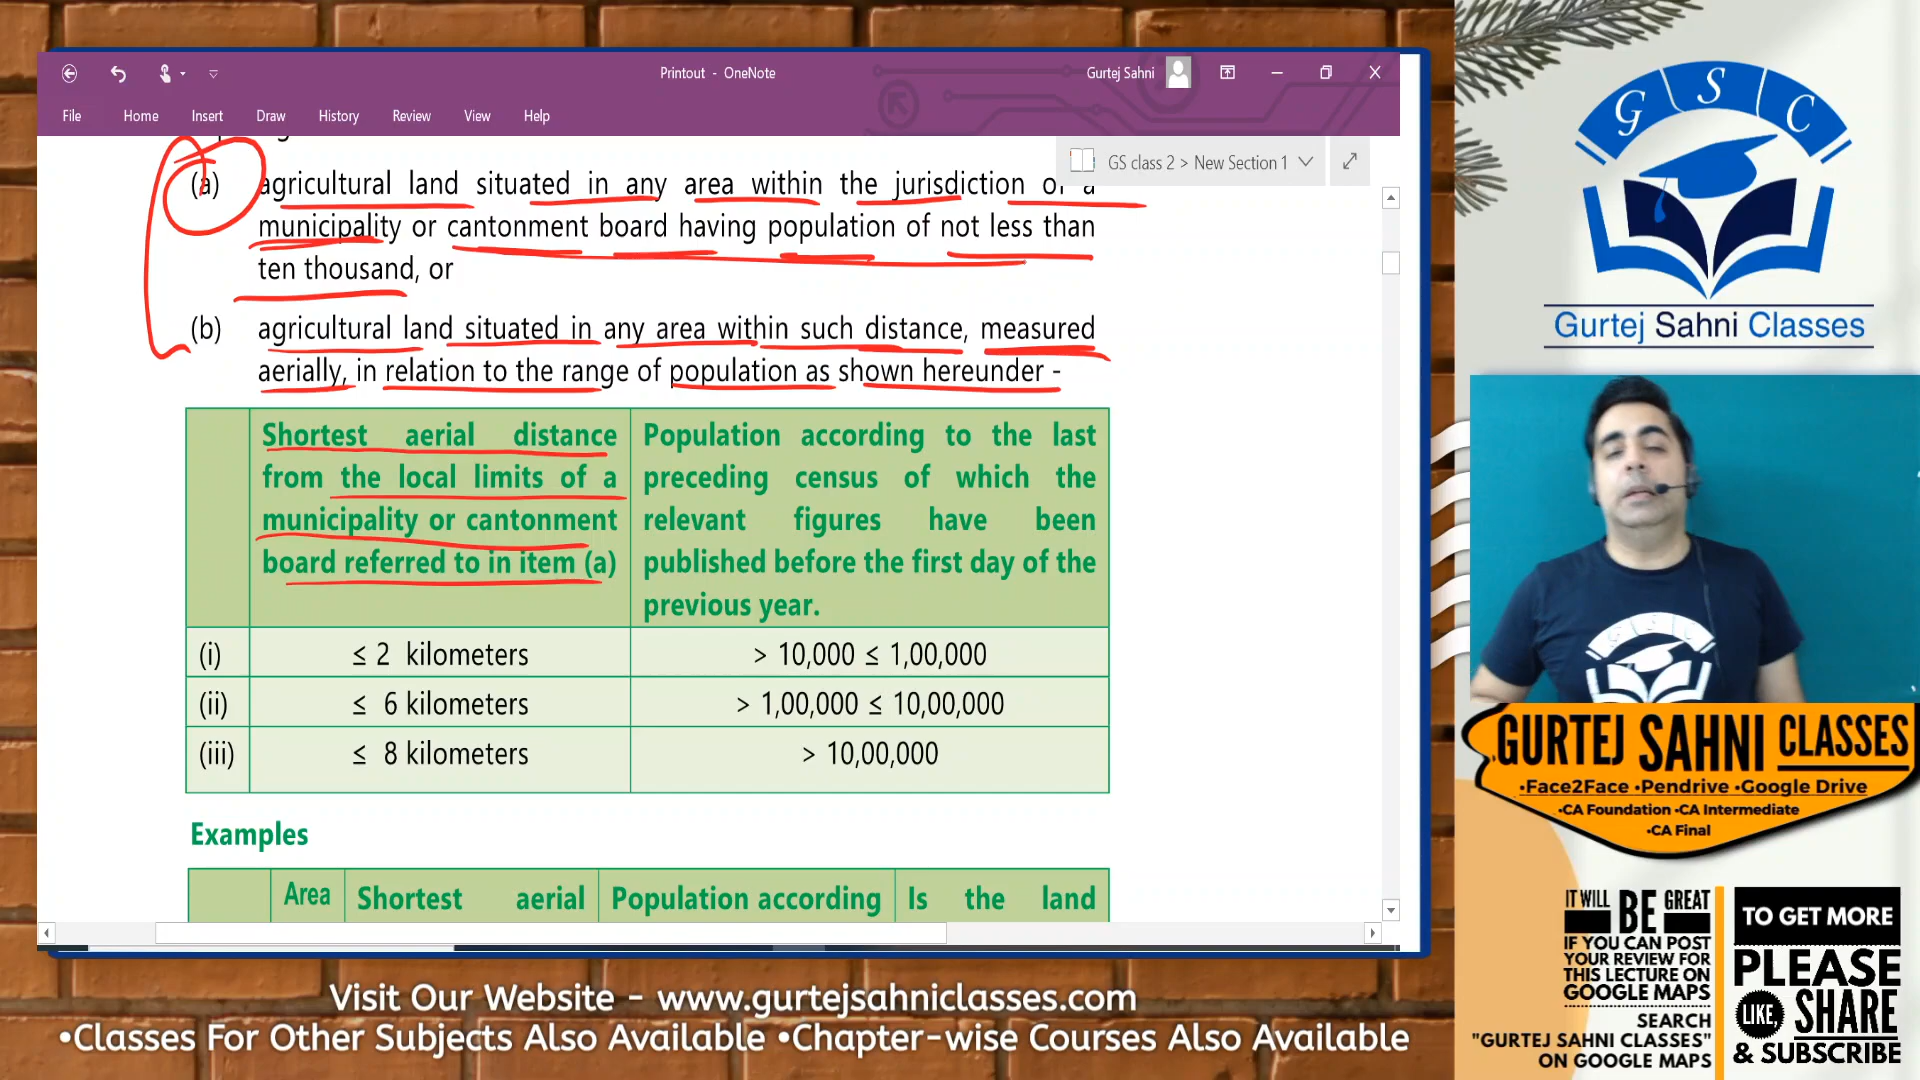 Printout - OneNote
Gurtej Sahni
File Home Insert Draw History Review View Help
GS class 2 > New Section 1
(a) agricultural land situated in any area within the jurisdiction of a
municipality or cantonment board having population of not less than
ten thousand, or
(b) agricultural land situated in any area within such distance, measured
aerially, in relation to the range of population as shown hereunder -
Shortest aerial distance
from the local limits of a
municipality or cantonment
board referred to in item (a)
Population according to the last
preceding census of which the
relevant figures have been
published before the first day of the
previous year.
(i) ≤ 2 kilometers > 10,000 ≤ 1,00,000
(ii) ≤ 6 kilometers > 1,00,000 ≤ 10,00,000
(iii) ≤ 8 kilometers > 10,00,000
Examples
Area Shortest aerial Population according Is the land
G S C
Gurtej Sahni Classes
G S C
GURTEJ SAHNI CLASSES
•Face2Face •Pendrive •Google Drive
•CA Foundation •CA Intermediate
•CA Final
IT WILL BE GREAT
IF YOU CAN POST
YOUR REVIEW FOR
THIS LECTURE ON
GOOGLE MAPS
SEARCH
"GURTEJ SAHNI CLASSES"
ON GOOGLE MAPS
TO GET MORE
PLEASE
LIKE, SHARE
& SUBSCRIBE
Visit Our Website - www.gurtejsahniclasses.com
•Classes For Other Subjects Also Available •Chapter-wise Courses Also Available